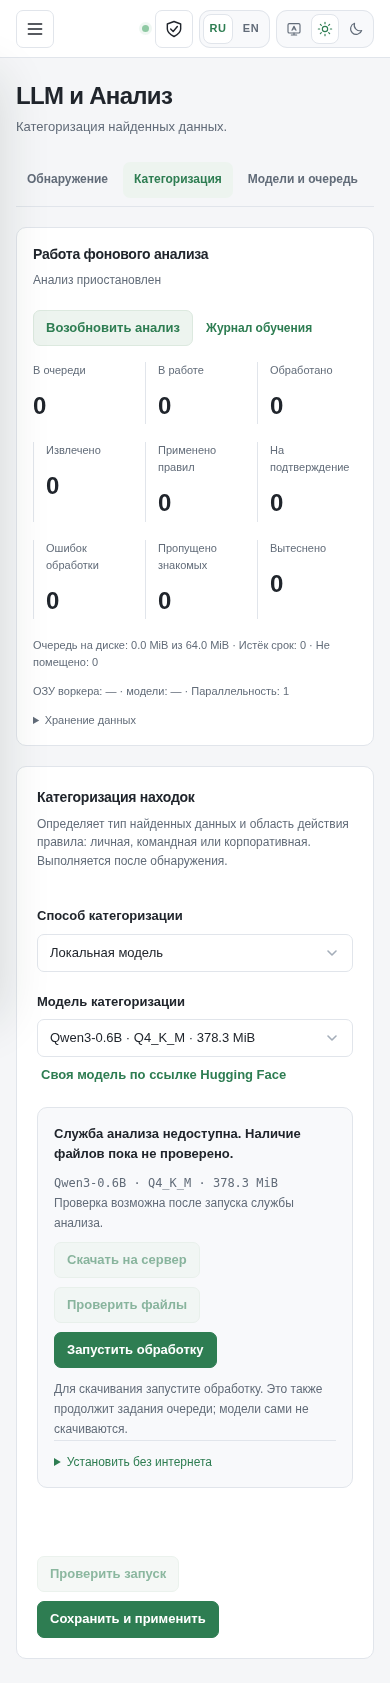 RU EN
LLM и Анализ
Категоризация найденных данных.
Обнаружение Категоризация Модели и очередь
Работа фонового анализа
Анализ приостановлен
Возобновить анализ Журнал обучения
В очереди В работе Обработано
0 0 0
Извлечено Применено правил На подтверждение
0 0 0
Ошибок обработки Пропущено знакомых Вытеснено
0 0 0
Очередь на диске: 0.0 MiB из 64.0 MiB · Истёк срок: 0 · Не
помещено: 0
ОЗУ воркера: — · модели: — · Параллельность: 1
Хранение данных
Категоризация находок
Определяет тип найденных данных и область действия
правила: личная, командная или корпоративная.
Выполняется после обнаружения.
Способ категоризации
Локальная модель
Модель категоризации
Qwen3-0.6B · Q4_K_M · 378.3 MiB
Своя модель по ссылке Hugging Face
Служба анализа недоступна. Наличие
файлов пока не проверено.
Qwen3-0.6B · Q4_K_M · 378.3 MiB
Проверка возможна после запуска службы
анализа.
Скачать на сервер
Проверить файлы
Запустить обработку
Для скачивания запустите обработку. Это также
продолжит задания очереди; модели сами не
скачиваются.
Установить без интернета
Проверить запуск
Сохранить и применить